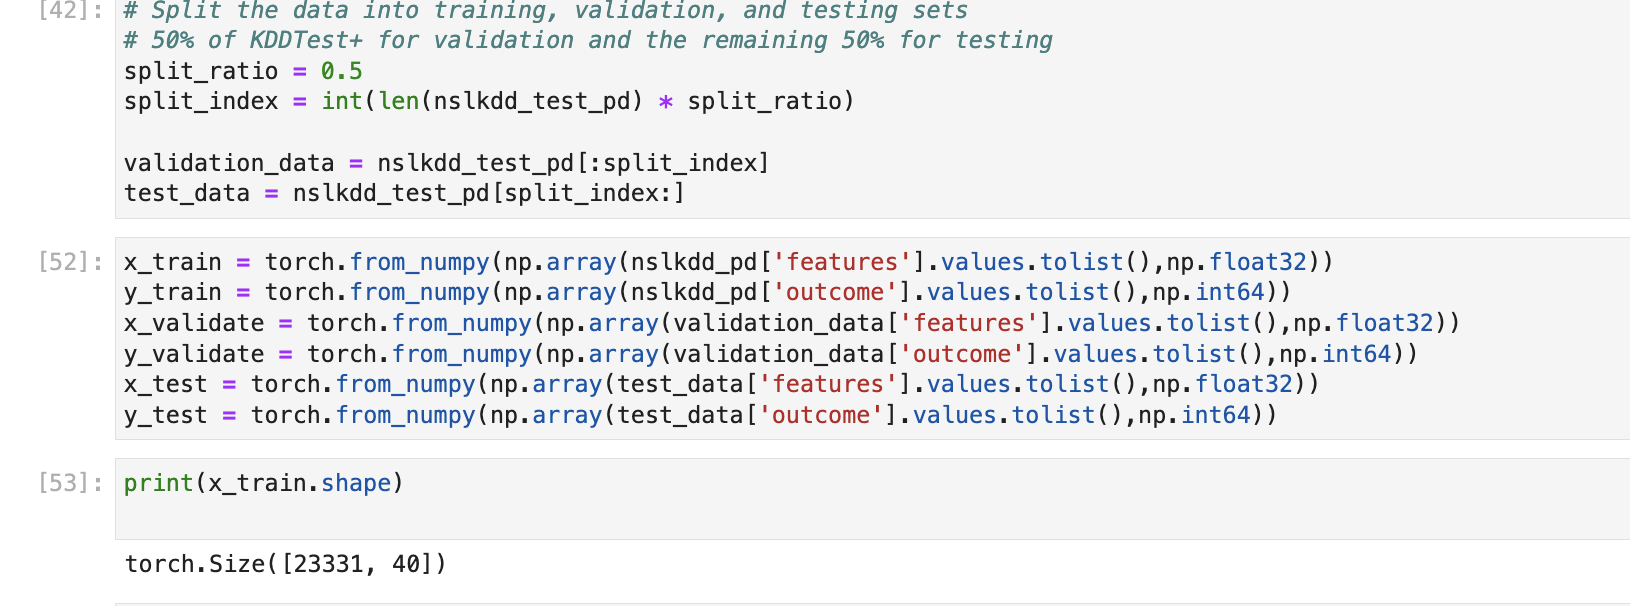 [42]: # Split the data into training, validation, and testing sets
# 50% of KDDTest+ for validation and the remaining 50% for testing
split_ratio = 0.5
split_index = int(len(nslkdd_test_pd) * split_ratio)
validation_data = nslkdd_test_pd[:split_index]
test_data = nslkdd_test_pd[split_index:]
[52]: x_train = torch.from_numpy(np.array(nslkdd_pd['features'].values.tolist(),np.float32))
y_train = torch.from_numpy(np.array(nslkdd_pd['outcome'].values.tolist(),np.int64))
x_validate = torch.from_numpy(np.array(validation_data['features'].values.tolist(),np.float32))
y_validate = torch.from_numpy(np.array(validation_data['outcome'].values.tolist(),np.int64))
x_test = torch.from_numpy(np.array(test_data['features'].values.tolist(),np.float32))
y_test = torch.from_numpy(np.array(test_data['outcome'].values.tolist(),np.int64))
[53]: print(x_train.shape)
torch.Size([23331, 40])